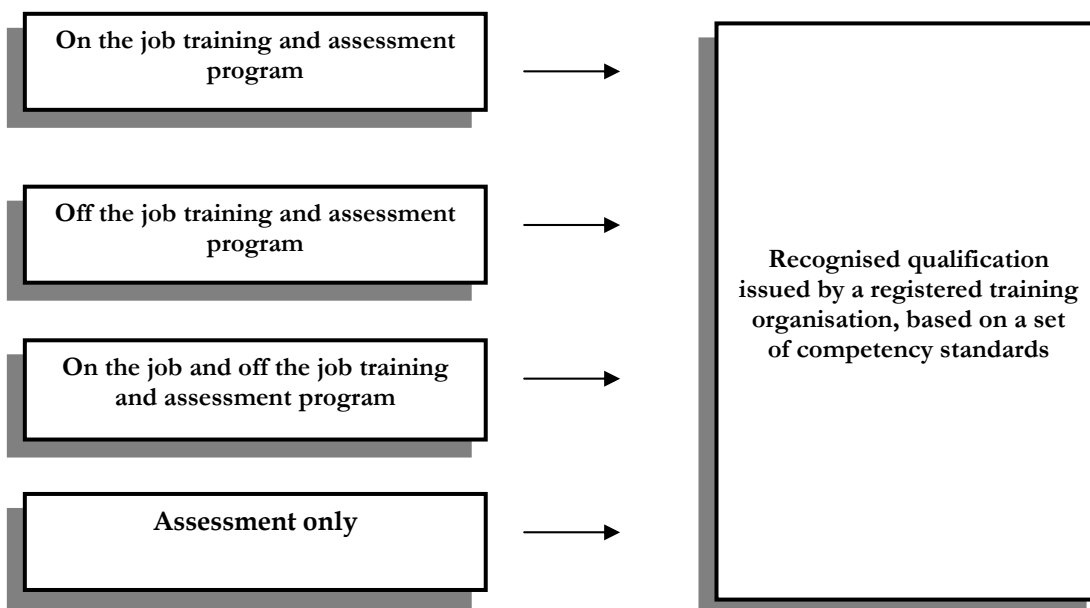 On the job training and assessment
program
Off the job training and assessment
program
On the job and off the job training
and assessment program
Assessment only
Recognised qualification
issued by a registered training
organisation, based on a set
of competency standards